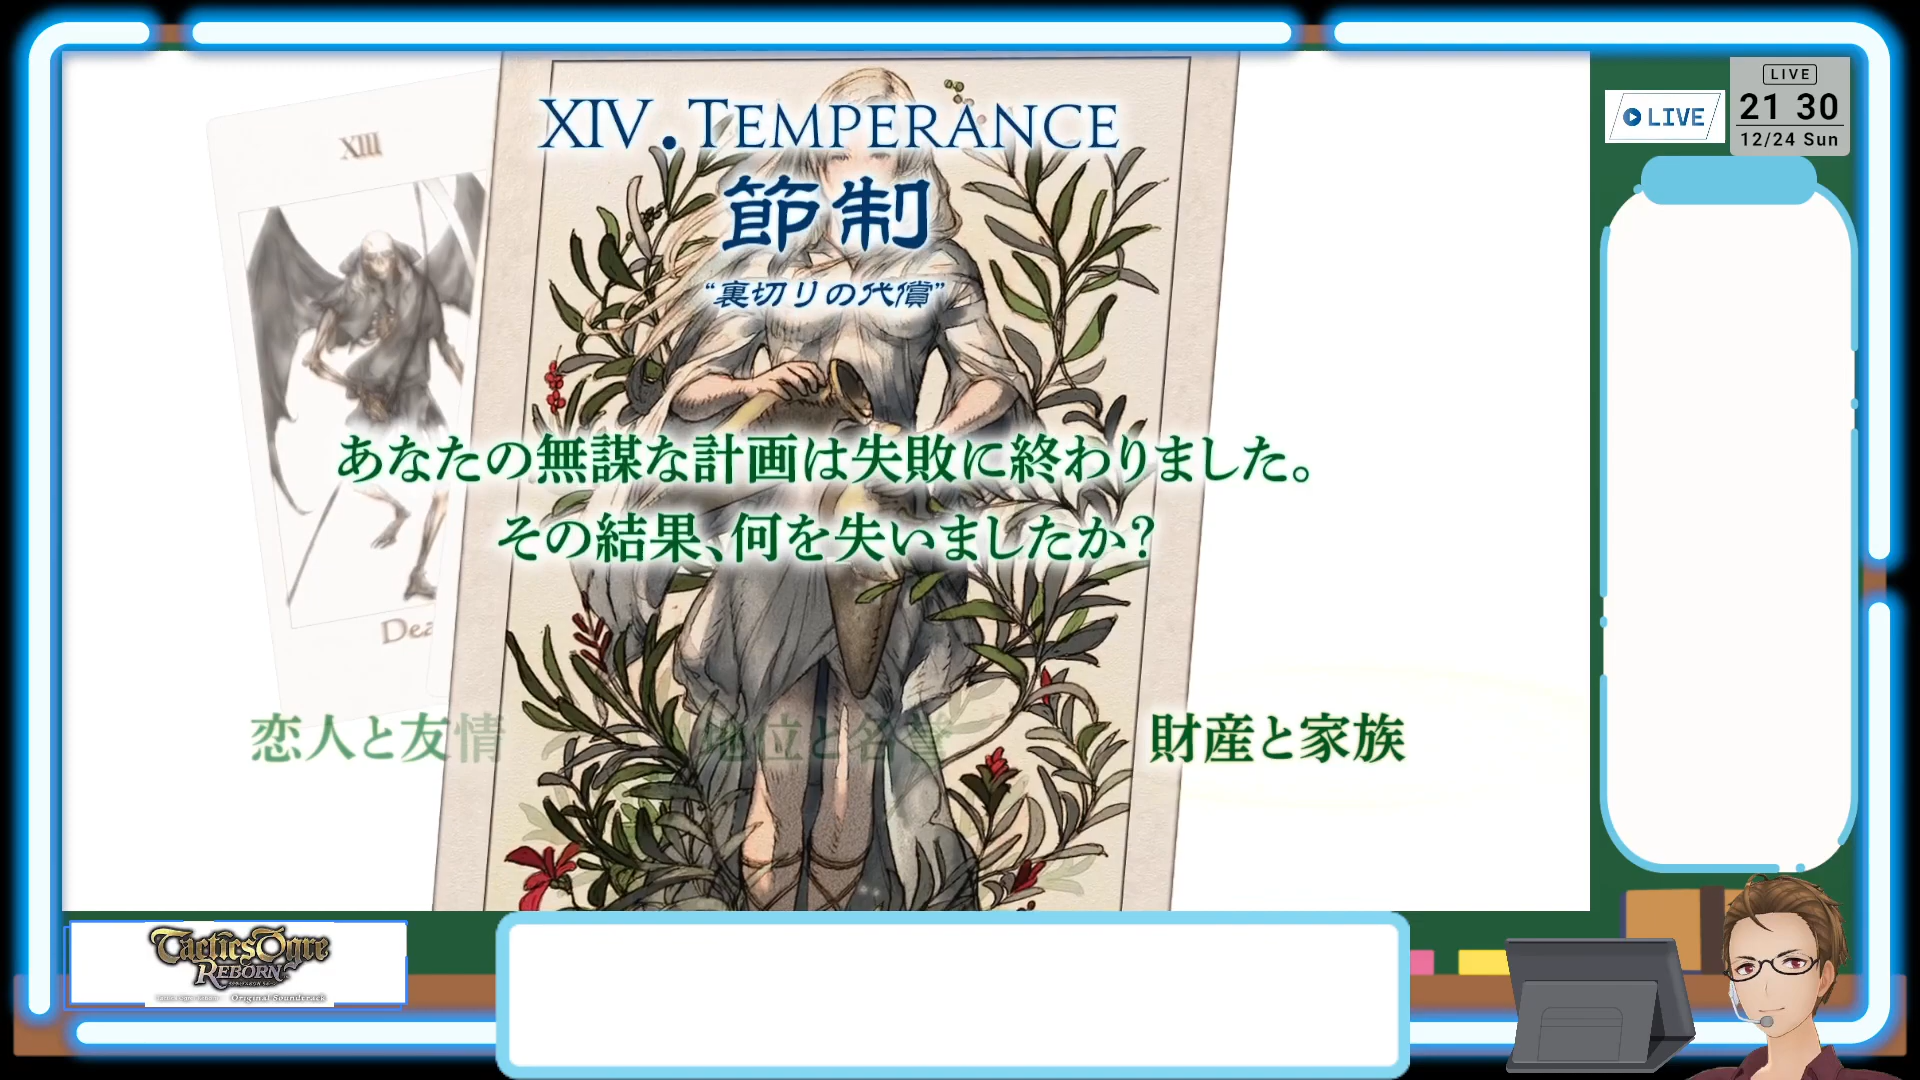 XIII
XIV. TEMPERANCE
節制
“裏切りの代償”
あなたの無謀な計画は失敗に終わりました。
その結果、何を失いましたか?
Dea
恋人と友情
地位と名誉
財産と家族
LIVE
LIVE
21 30
12/24 Sun
Tactics Ogre
REBORN
Original Soundtrack